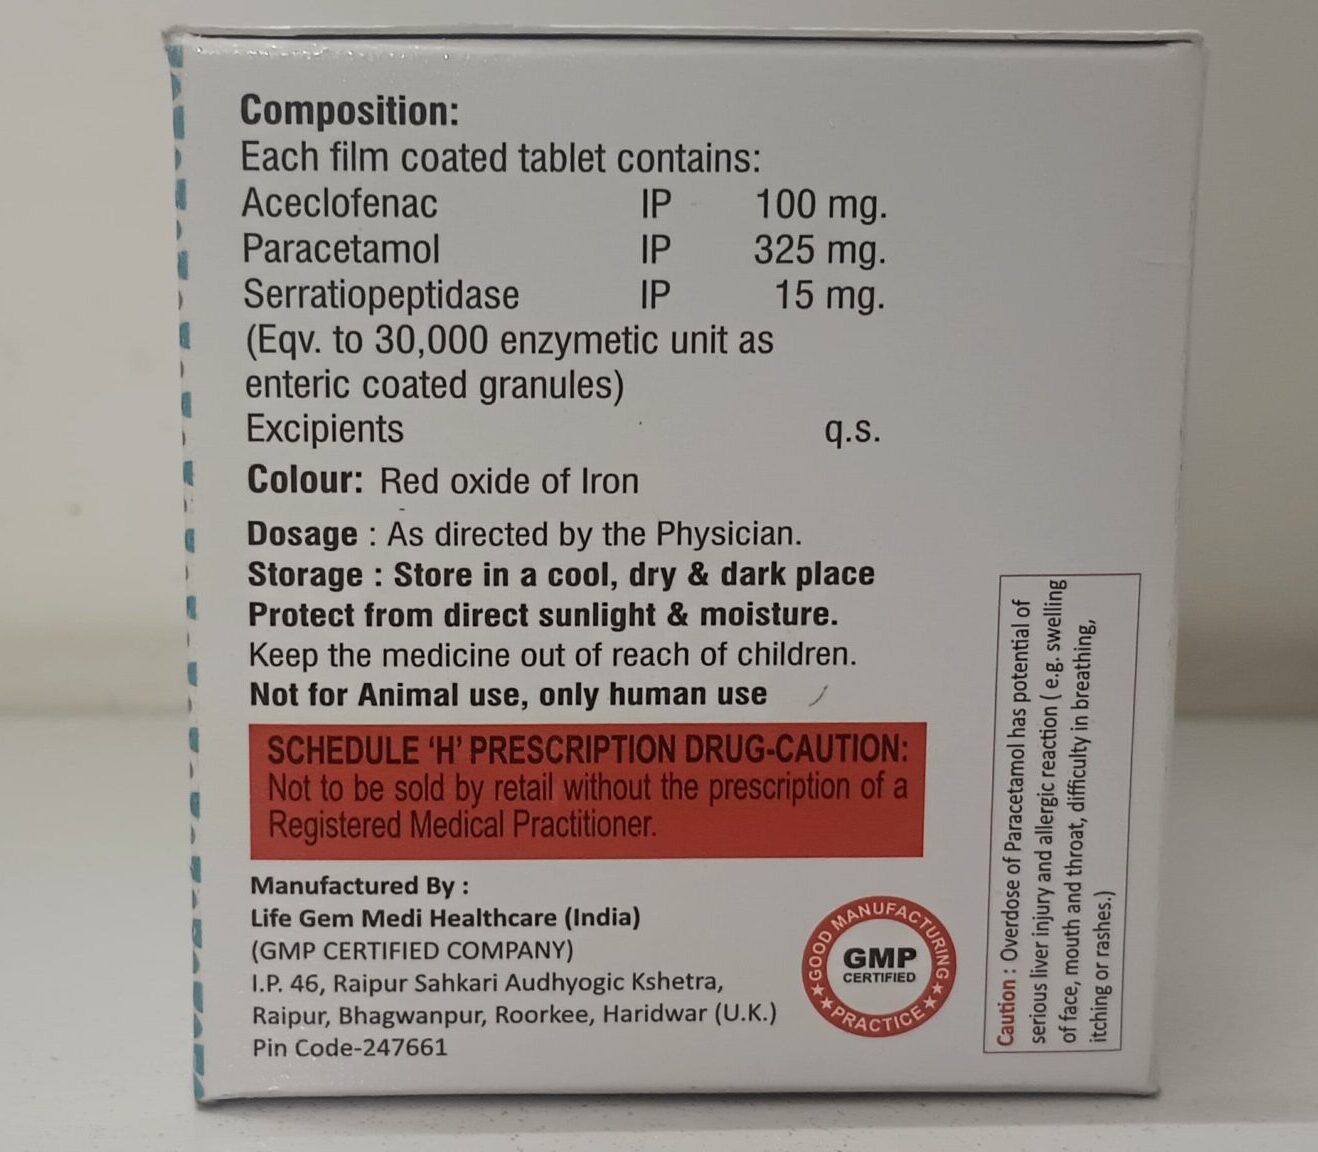 Composition:
Each film coated tablet contains:
Aceclofenac IP 100 mg.
Paracetamol IP 325 mg.
Serratiopeptidase IP 15 mg.
(Eqv. to 30,000 enzymetic unit as
enteric coated granules)
Excipients q.s.
Colour: Red oxide of Iron
Dosage : As directed by the Physician.
Storage : Store in a cool, dry & dark place
Protect from direct sunlight & moisture.
Keep the medicine out of reach of children.
Not for Animal use, only human use
SCHEDULE ‘H’ PRESCRIPTION DRUG-CAUTION:
Not to be sold by retail without the prescription of a
Registered Medical Practitioner.
Manufactured By :
Life Gem Medi Healthcare (India)
(GMP CERTIFIED COMPANY)
I.P. 46, Raipur Sahkari Audhyogic Kshetra,
Raipur, Bhagwanpur, Roorkee, Haridwar (U.K.)
Pin Code-247661
GOOD MANUFACTURING
GMP
CERTIFIED
PRACTICE
Caution : Overdose of Paracetamol has potential of
serious liver injury and allergic reaction ( e.g. swelling
of face, mouth and throat, difficulty in breathing,
itching or rashes.)